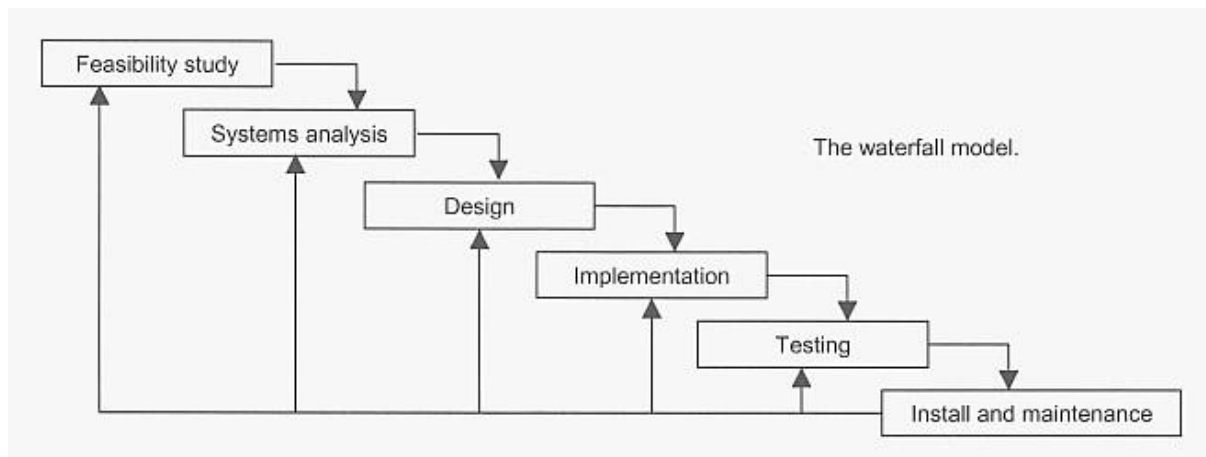 Feasibility study
Systems analysis
The waterfall model.
Design
Implementation
Testing
Install and maintenance